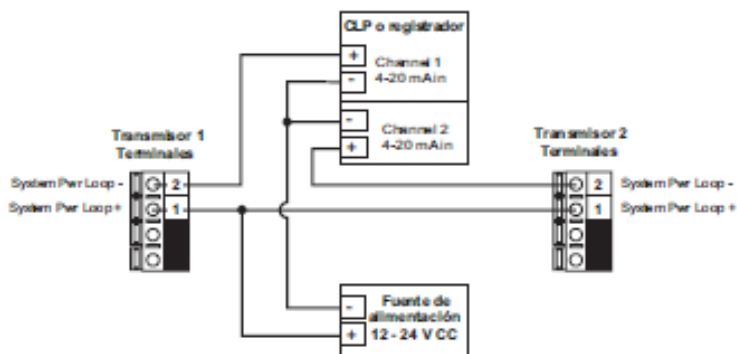 CLP o registrador
+
Channel 1
4-20 mAin
-
-
Channel 2
4-20 mAin
+
Transmisor 1
Terminales
System Pwr Loop -
2
System Pwr Loop +
1
Transmisor 2
Terminales
2
System Pwr Loop -
1
System Pwr Loop +
-
Fuente de
alimentación
+
12 - 24 V CC